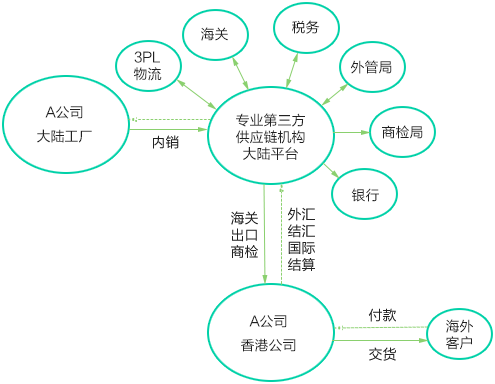 海关
税务
3PL
物流
外管局
A公司
大陆工厂
内销
专业第三方
供应链机构
大陆平台
商检局
银行
海关
出口
商检
外汇
结汇
国际
结算
A公司
香港公司
付款
交货
海外
客户